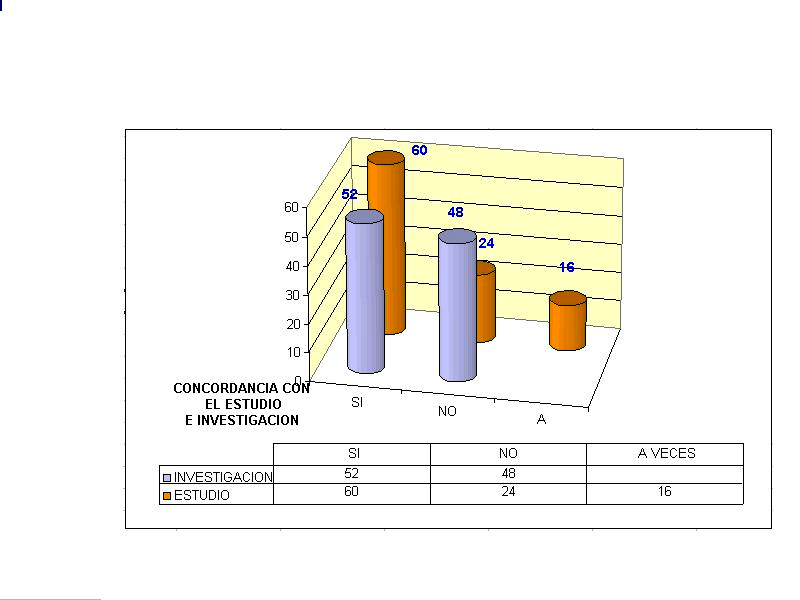 60
52
48
24
16
60
50
40
30
20
10
0
CONCORDANCIA CON
EL ESTUDIO
E INVESTIGACION
SI
NO
A
SI NO A VECES
INVESTIGACION 52 48
ESTUDIO 60 24 16